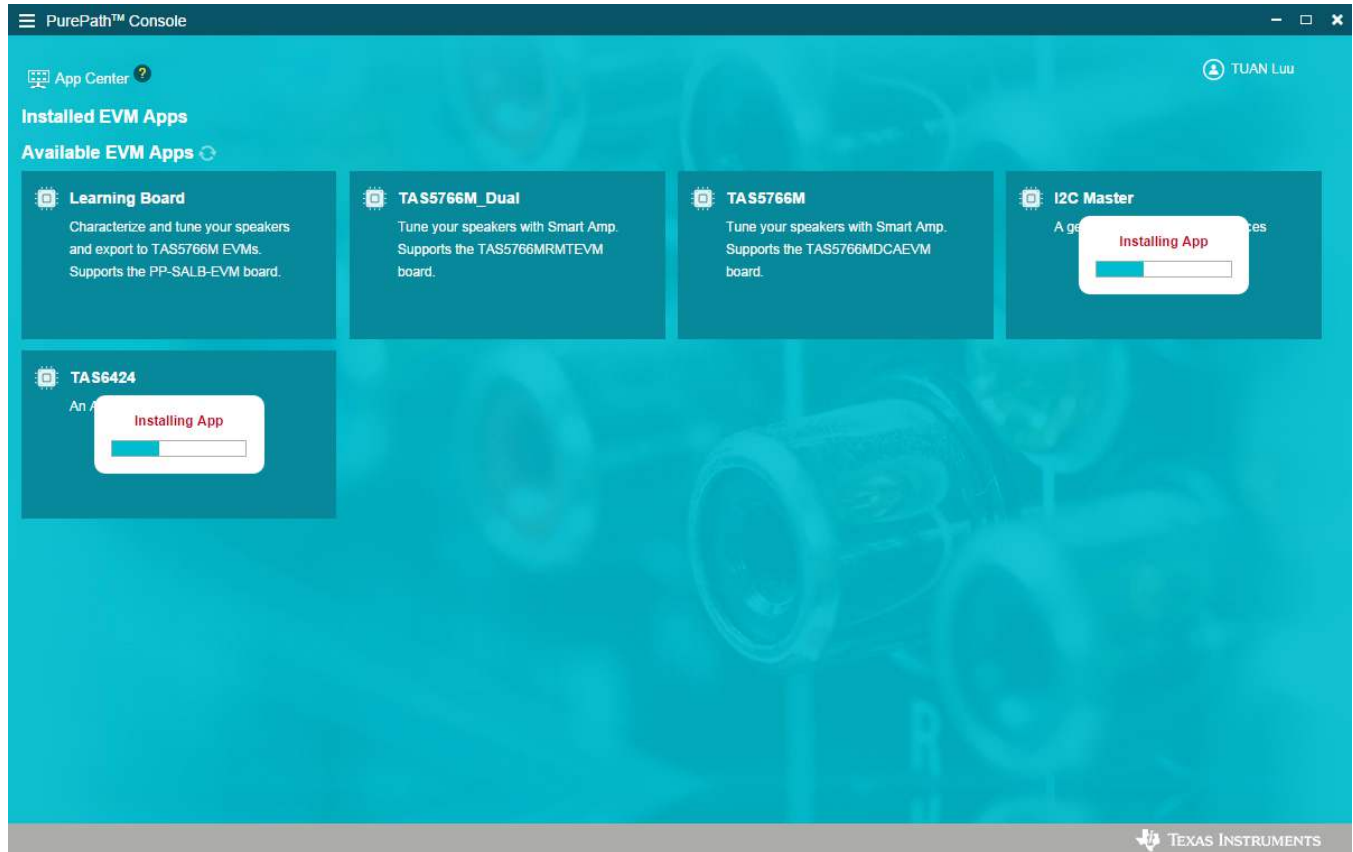 PurePath™ Console
App Center ?
TUAN Luu
Installed EVM Apps
Available EVM Apps
Learning Board
Characterize and tune your speakers
and export to TAS5766M EVMs.
Supports the PP-SALB-EVM board.
TAS5766M_Dual
Tune your speakers with Smart Amp.
Supports the TAS5766MRMTEVM
board.
TAS5766M
Tune your speakers with Smart Amp.
Supports the TAS5766MDCAEVM
board.
I2C Master
Installing App
TAS6424
An
Installing App
R
TEXAS INSTRUMENTS